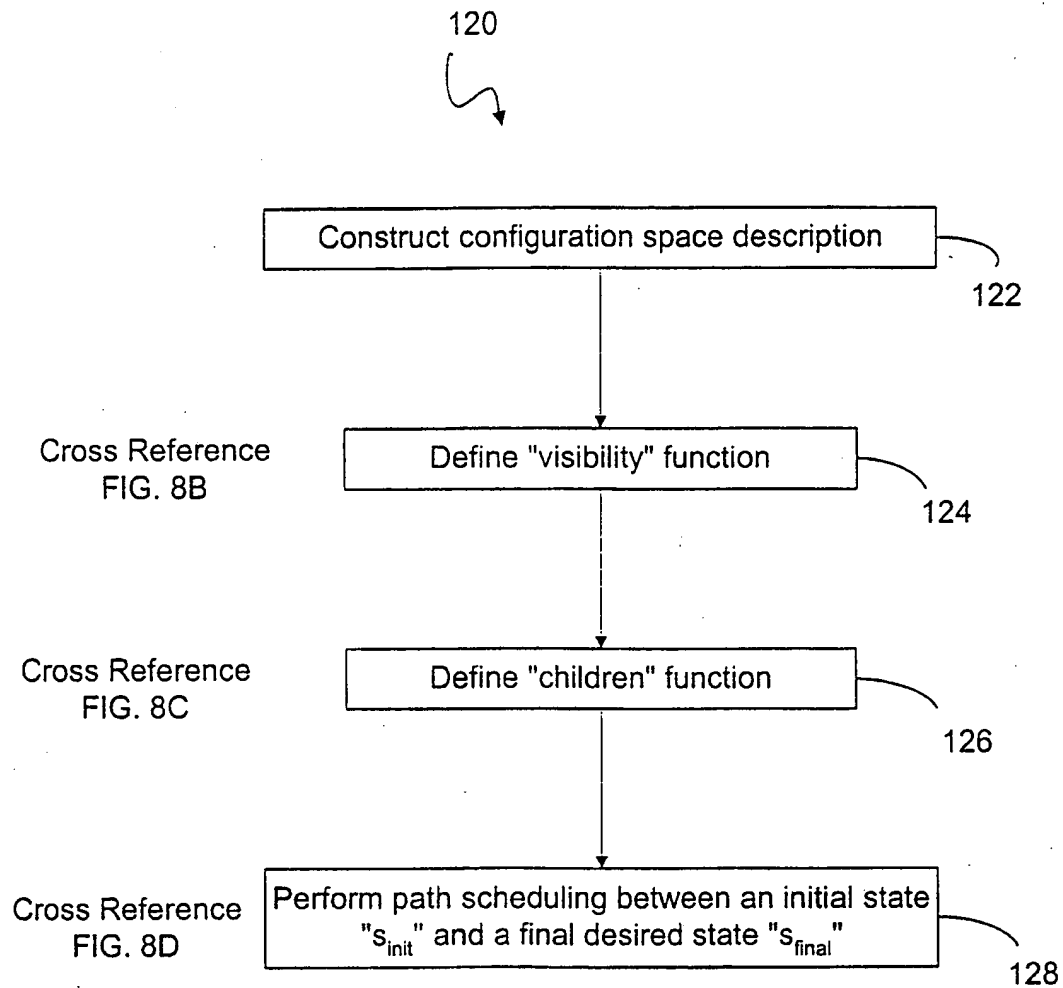 120
Construct configuration space description
122
Cross Reference
FIG. 8B
Define "visibility" function
124
Cross Reference
FIG. 8C
Define "children" function
126
Cross Reference
FIG. 8D
Perform path scheduling between an initial state
"s_init" and a final desired state "s_final"
128